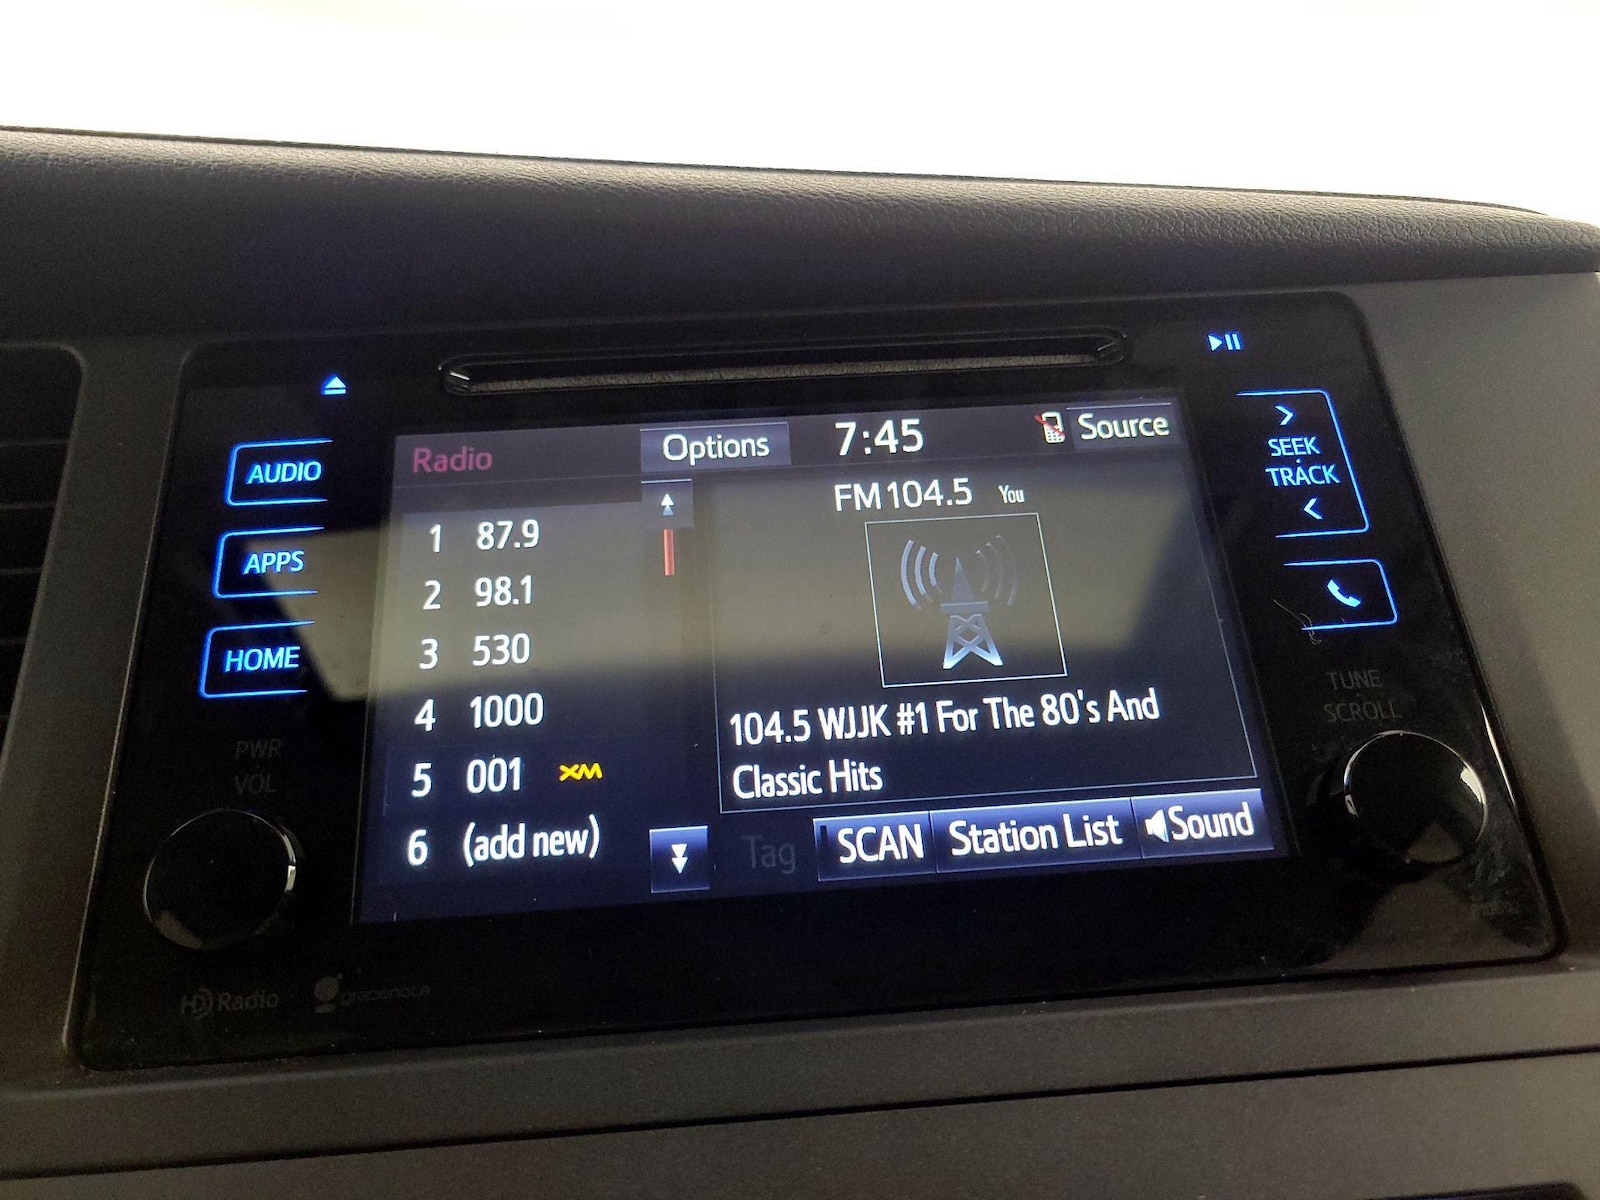 AUDIO
APPS
HOME
PWR
VOL
HD Radio
gracenote
Radio
Options
7:45
Source
1 87.9
2 98.1
3 530
4 1000
5 001 XM
6 (add new)
FM 104.5 You
104.5 WJJK #1 For The 80's And
Classic Hits
Tag
SCAN
Station List
Sound
SEEK
TRACK
TUNE
SCROLL